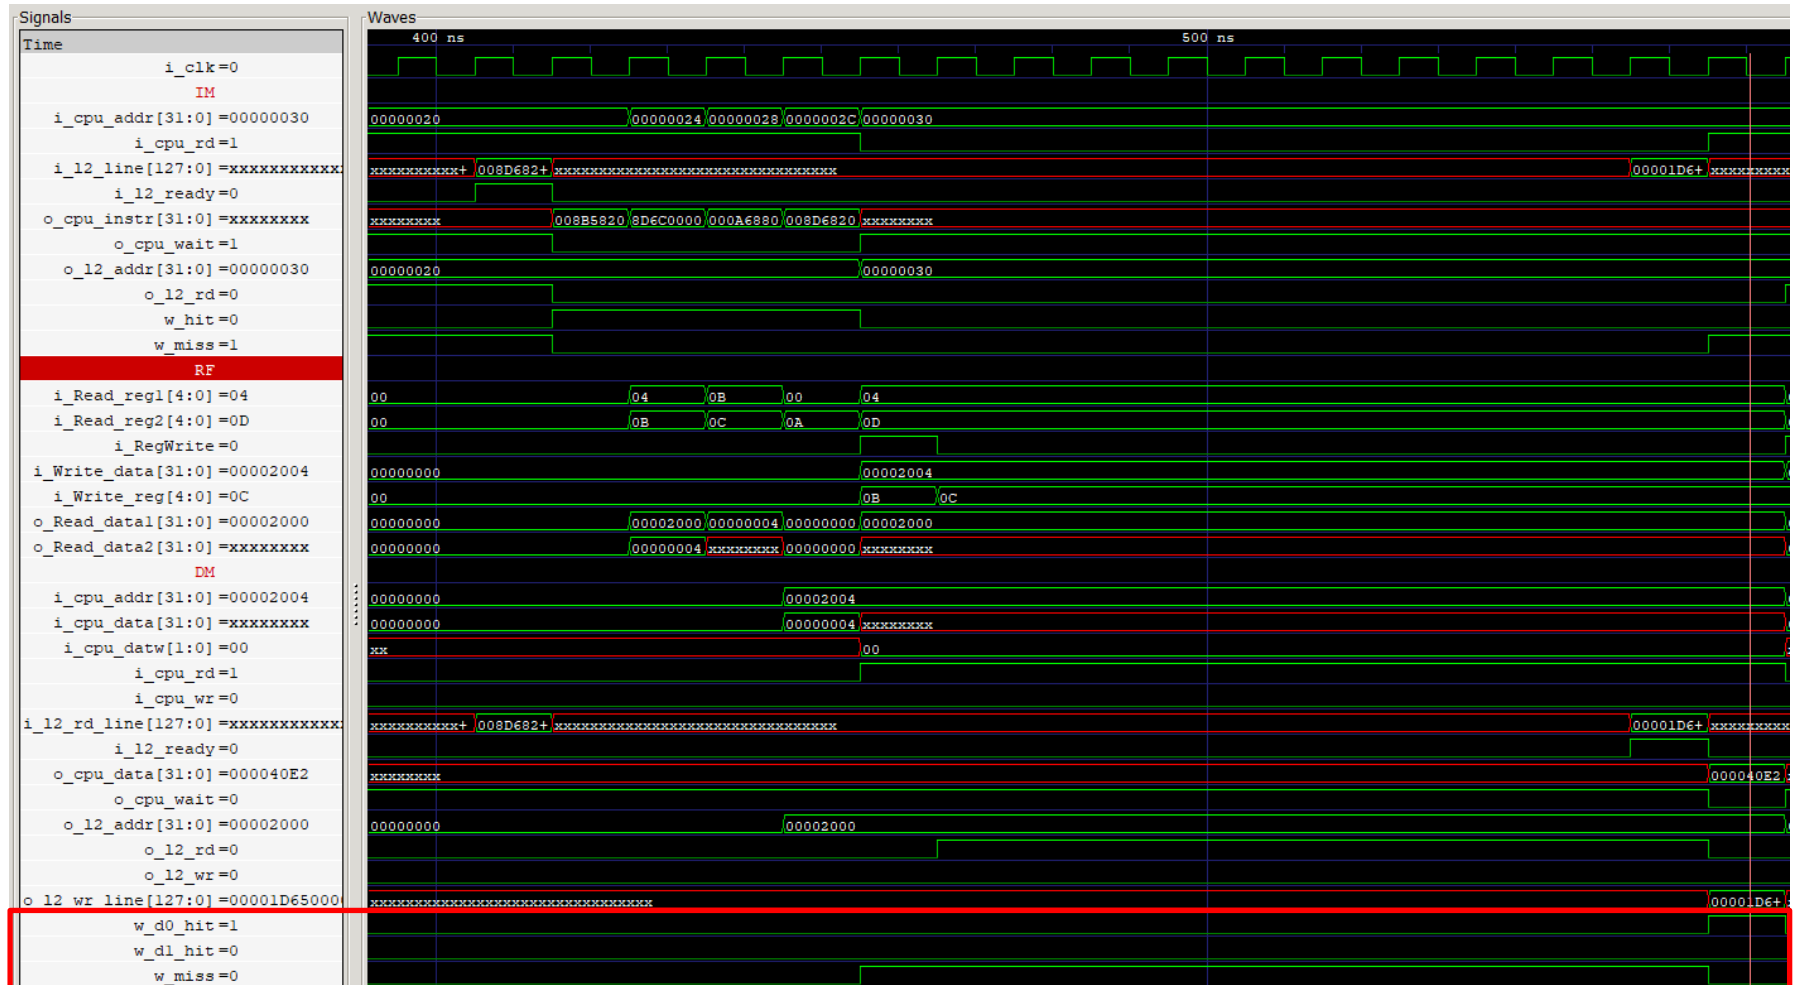 Signals Waves
Time 400 ns 500 ns
i_clk=0
IM
i_cpu_addr[31:0] =00000030 00000020 00000024 00000028 0000002C 00000030
i_cpu_rd=1
i_l2_line[127:0] =xxxxxxxxxxxx xxxxxxxxxx+ 008D682+ xxxxxxxxxxxxxxxxxxxxxxxxxxxxxxxx 00001D6+ xxxxxxxxx
i_l2_ready=0
o_cpu_instr[31:0] =xxxxxxxx xxxxxxxx 008B5820 8D6C0000 000A6880 008D6820 xxxxxxxx
o_cpu_wait=1
o_l2_addr[31:0] =00000030 00000020 00000030
o_l2_rd=0
w_hit=0
w_miss=1
RF
i_Read_reg1[4:0] =04 00 04 0B 00 04
i_Read_reg2[4:0] =0D 00 0B 0C 0A 0D
i_RegWrite=0
i_Write_data[31:0] =00002004 00000000 00002004
i_Write_reg[4:0] =0C 00 0B 0C
o_Read_data1[31:0] =00002000 00000000 00002000 00000004 00000000 00002000
o_Read_data2[31:0] =xxxxxxxx 00000000 00000004 xxxxxxxx 00000000 xxxxxxxx
DM
i_cpu_addr[31:0] =00002004 00000000 00002004
i_cpu_data[31:0] =xxxxxxxx 00000000 00000004 xxxxxxxx
i_cpu_datw[1:0] =00 xx 00
i_cpu_rd=1
i_cpu_wr=0
i_l2_rd_line[127:0] =xxxxxxxxxxxx xxxxxxxxxx+ 008D682+ xxxxxxxxxxxxxxxxxxxxxxxxxxxxxxxx 00001D6+ xxxxxxxxx
i_l2_ready=0
o_cpu_data[31:0] =000040E2 xxxxxxxx 000040E2
o_cpu_wait=0
o_l2_addr[31:0] =00002000 00000000 00002000
o_l2_rd=0
o_l2_wr=0
o_l2_wr_line[127:0] =00001D65000 xxxxxxxxxxxxxxxxxxxxxxxxxxxxxxxx 00001D6+
w_d0_hit=1
w_d1_hit=0
w_miss=0